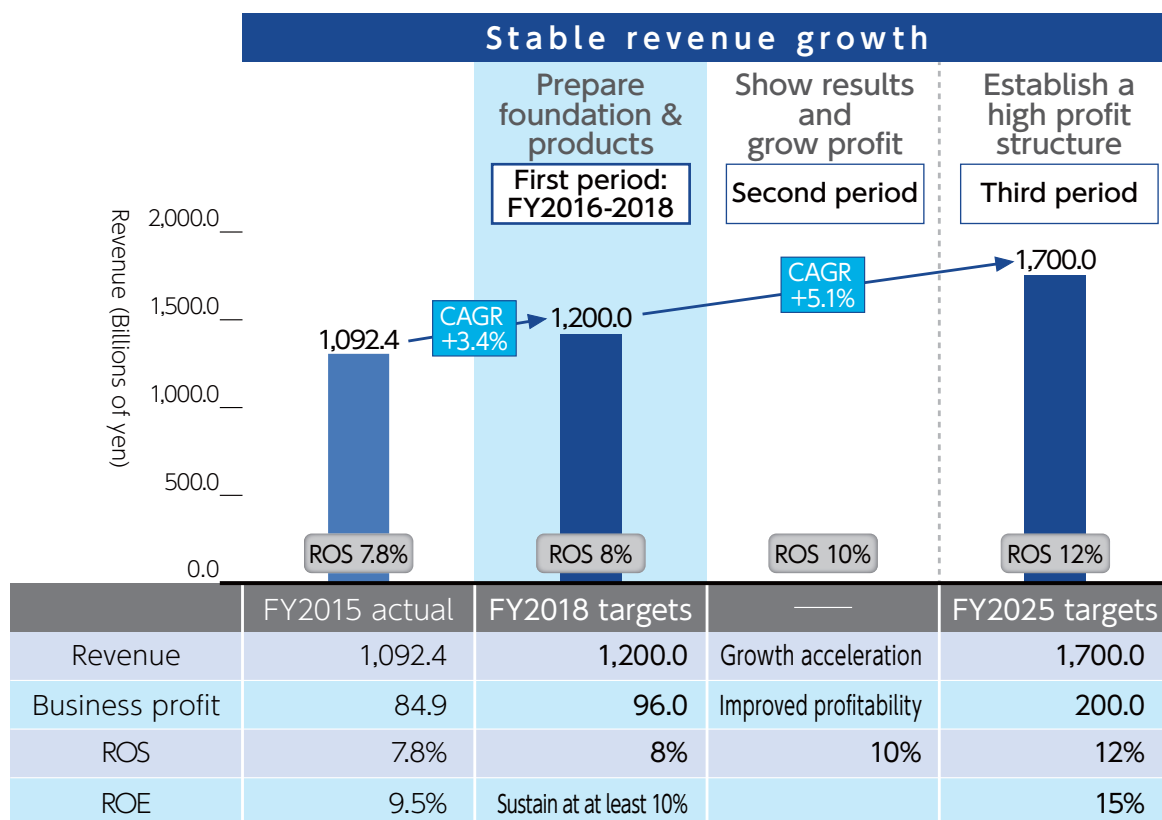 Stable revenue growth
Prepare
foundation &
products
First period:
FY2016-2018
Show results
and
grow profit
Second period
Establish a
high profit
structure
Third period
Revenue (Billions of yen)
2,000.0
1,500.0
1,000.0
500.0
0.0
1,092.4
CAGR
+3.4%
1,200.0
CAGR
+5.1%
1,700.0
ROS 7.8%
ROS 8%
ROS 10%
ROS 12%
FY2015 actual FY2018 targets — FY2025 targets
Revenue 1,092.4 1,200.0 Growth acceleration 1,700.0
Business profit 84.9 96.0 Improved profitability 200.0
ROS 7.8% 8% 10% 12%
ROE 9.5% Sustain at at least 10% 15%